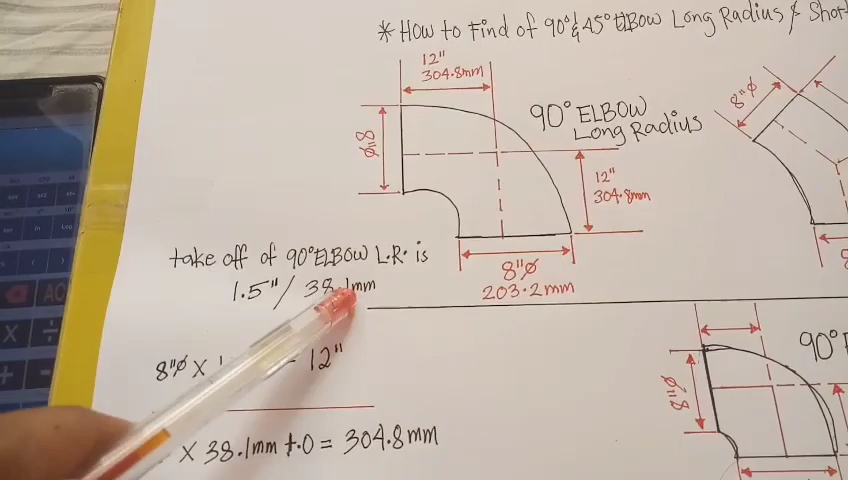 *How to Find of 90° & 45° ElBow Long Radius & Shor
12"
304.8mm
8"ø
90° ELBOW
Long Radius
12"
304.8mm
8"ø
203.2mm
8"ø
take off of 90° ELBOW L.R. is
1.5" / 38.1mm
8"ø X = 12"
X 38.1mm +.0 = 304.8mm
8"ø
90°